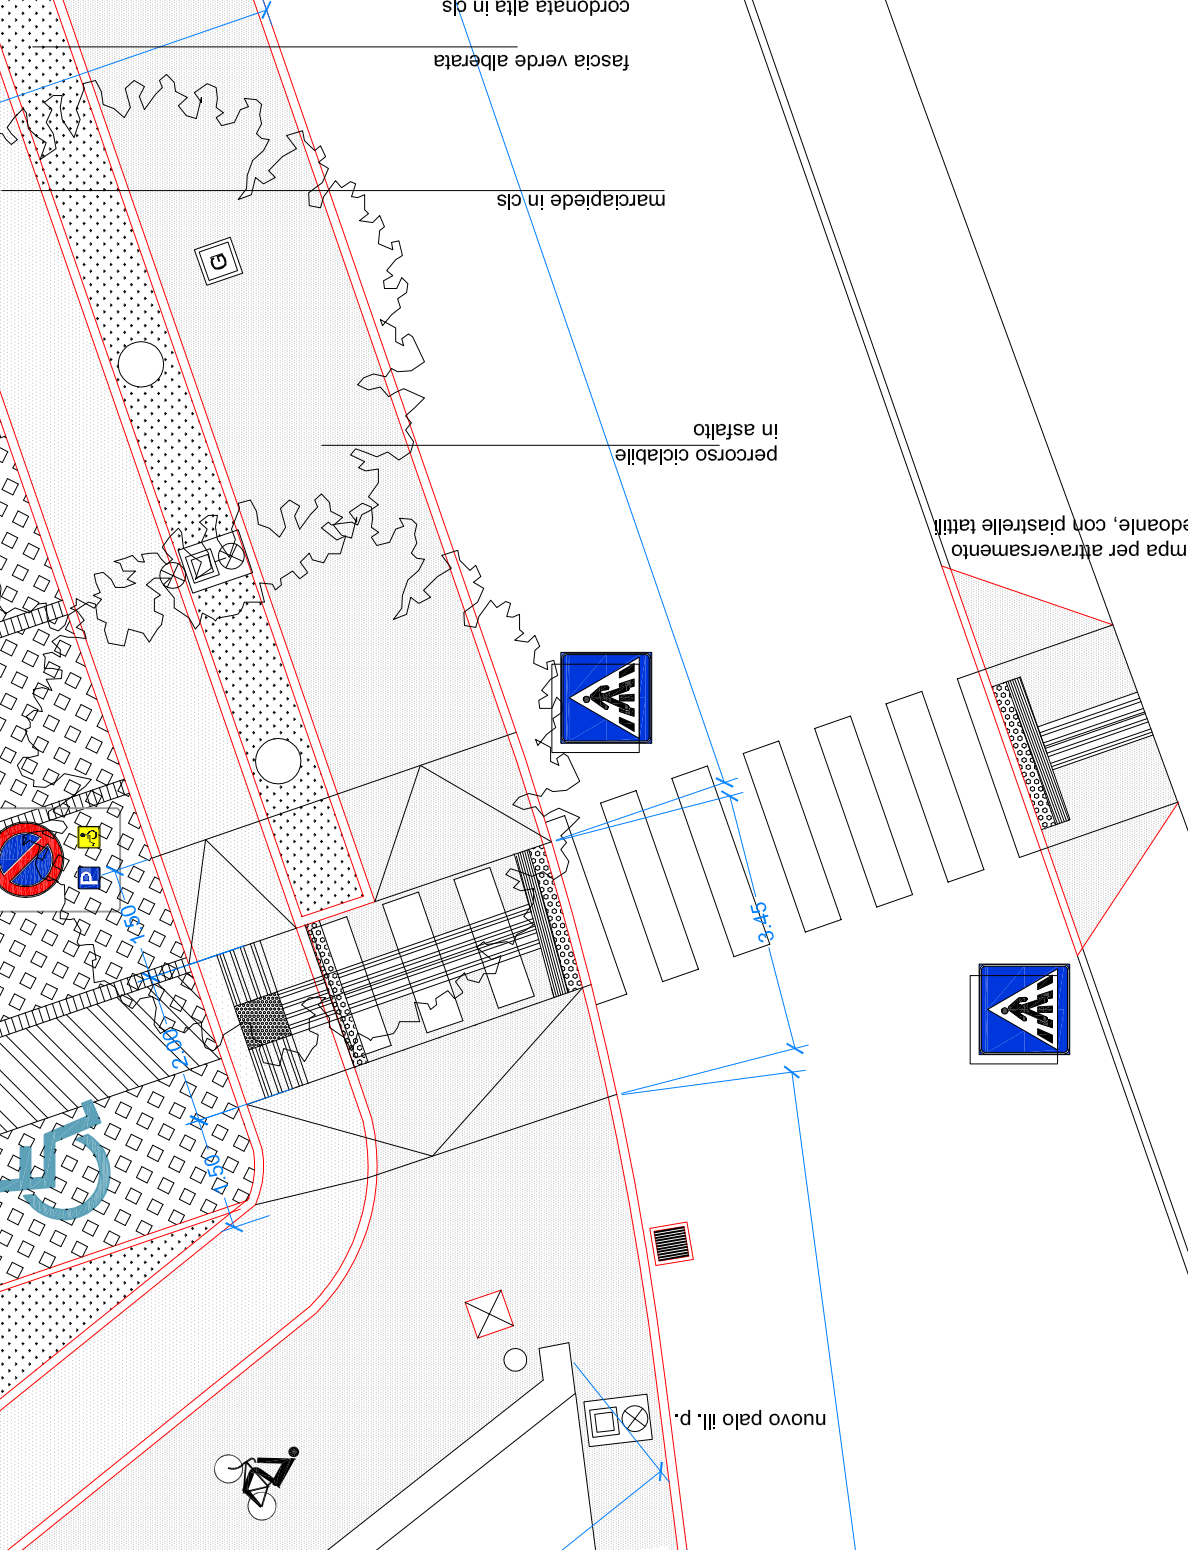 cordonata alta in cls
fascia verde alberata
marciapiede in cls
G
percorso ciclabile
in asfalto
mpa per attraversamento
edoanle, con piastrelle tattili
P
1.50
2.00
1.50
3.45
nuovo palo ill. p.